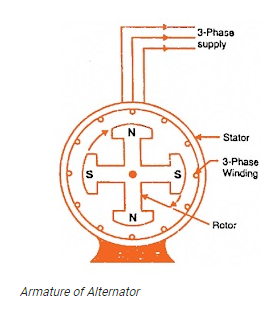 3-Phase
supply
N
Stator
3-Phase
Winding
S
S
N
Rotor
Armature of Alternator